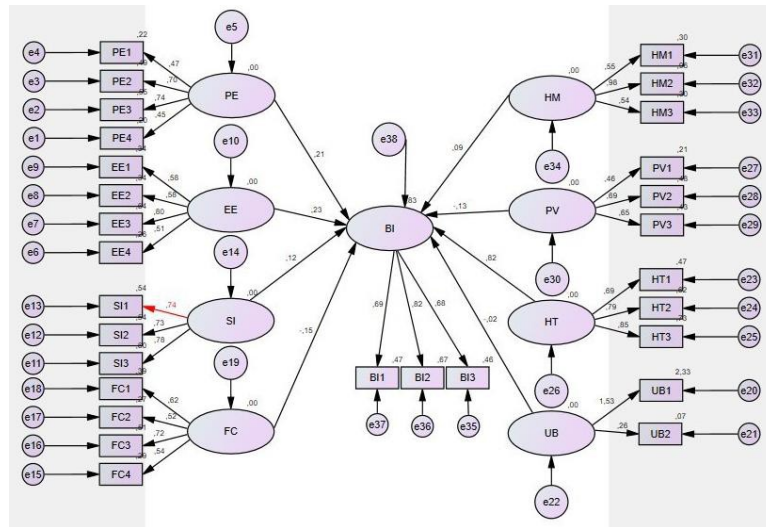 e5
e4 PE1 ,22 ,47
e3 PE2 ,70
e2 PE3 ,74
e1 PE4 ,45
PE ,00
e10
e9 EE1 ,58
e8 EE2 ,58
e7 EE3 ,80
e6 EE4 ,51
EE ,00
e14
e13 SI1 ,54 ,74
e12 SI2 ,73
e11 SI3 ,78
SI ,00
e19
e18 FC1 ,62
e17 FC2 ,52
e16 FC3 ,72
e15 FC4 ,54
FC ,00
,21
,23
,12
-,15
e38
,83
BI
,69 ,82 ,68
BI1 ,47 BI2 ,67 BI3 ,46
e37 e36 e35
,09
-,13
,82
-,02
HM ,00
,55 HM1 ,30 e31
,98 HM2 e32
,54 HM3 e33
e34
PV ,00
,46 PV1 ,21 e27
,69 PV2 e28
,65 PV3 e29
e30
HT ,00
,69 HT1 ,47 e23
,79 HT2 e24
,85 HT3 e25
e26
UB ,00
1,53 UB1 2,33 e20
,26 UB2 ,07 e21
e22